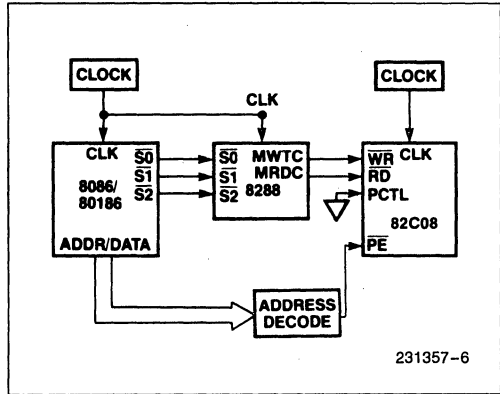 CLOCK
CLOCK
CLK
CLK
S0
S1
S2
8086/
80186
ADDR/DATA
S0
S1
S2
MWTC
MRDC
8288
WR
CLK
RD
PCTL
82C08
PE
ADDRESS
DECODE
231357-6